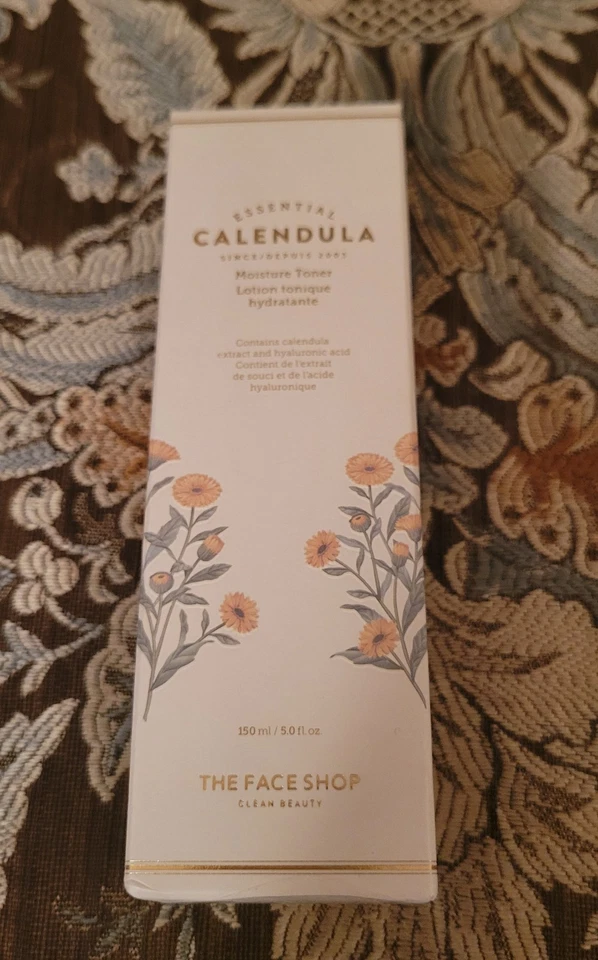 ESSENTIAL
CALENDULA
SINCE/DEPUIS 2003
Moisture Toner
Lotion tonique
hydratante
Contains calendula
extract and hyaluronic acid
Contient de l'extrait
de souci et de l'acide
hyaluronique
150 ml / 5.0 fl.oz.
THE FACE SHOP
CLEAN BEAUTY